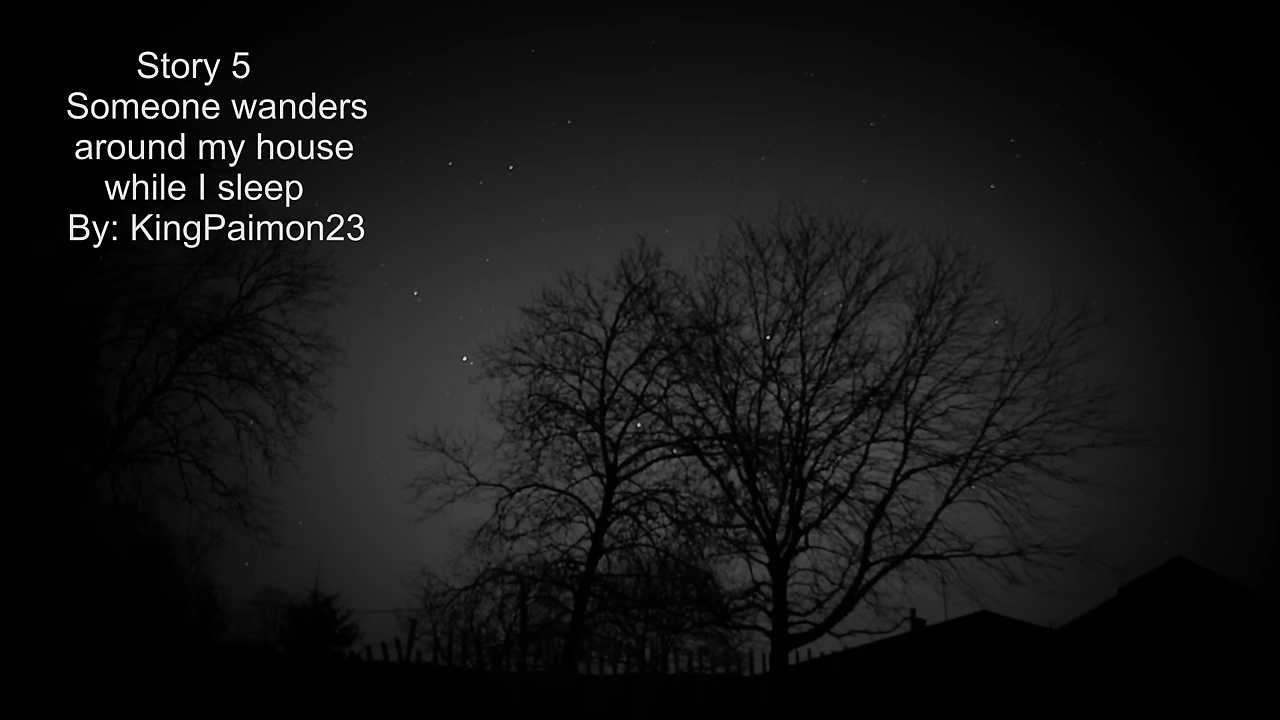 Story 5
Someone wanders
around my house
while I sleep
By: KingPaimon23